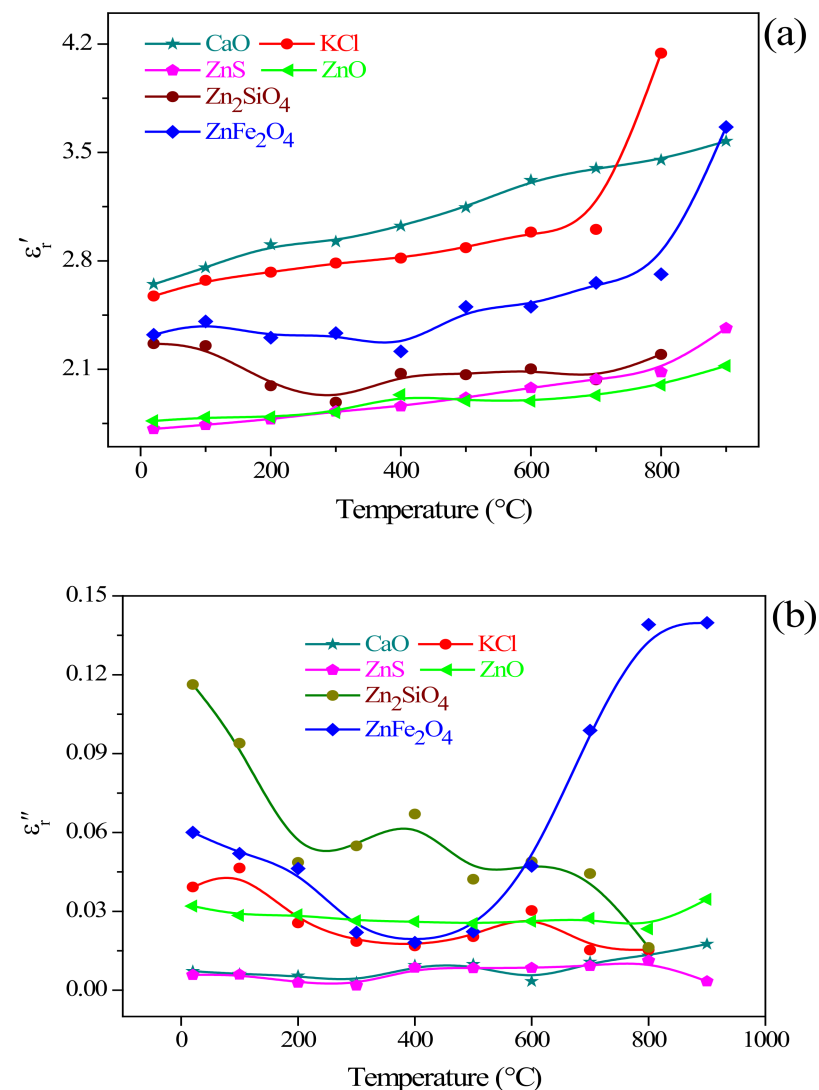 (a)
4.2
3.5
2.8
2.1
εr′
CaO KCl
ZnS ZnO
Zn2SiO4
ZnFe2O4
0 200 400 600 800
Temperature (°C)
(b)
0.15
0.12
0.09
0.06
0.03
0.00
εr″
CaO KCl
ZnS ZnO
Zn2SiO4
ZnFe2O4
0 200 400 600 800 1000
Temperature (°C)